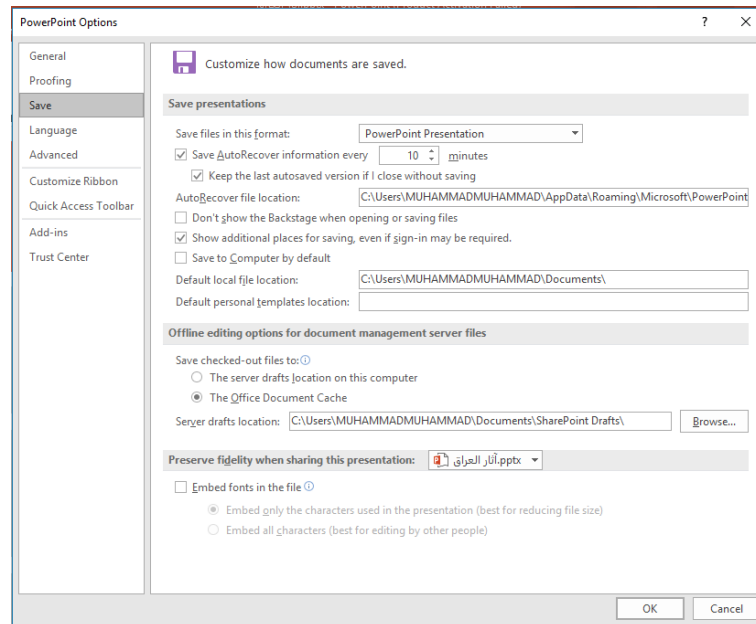 PowerPoint Options
?
General
Proofing
Save
Language
Advanced
Customize Ribbon
Quick Access Toolbar
Add-ins
Trust Center
Customize how documents are saved.
Save presentations
Save files in this format: PowerPoint Presentation
Save AutoRecover information every 10 minutes
Keep the last autosaved version if I close without saving
AutoRecover file location: C:\Users\MUHAMMADMUHAMMAD\AppData\Roaming\Microsoft\PowerPoint
Don't show the Backstage when opening or saving files
Show additional places for saving, even if sign-in may be required.
Save to Computer by default
Default local file location: C:\Users\MUHAMMADMUHAMMAD\Documents\
Default personal templates location:
Offline editing options for document management server files
Save checked-out files to:
The server drafts location on this computer
The Office Document Cache
Server drafts location: C:\Users\MUHAMMADMUHAMMAD\Documents\SharePoint Drafts\ Browse...
Preserve fidelity when sharing this presentation: آثار العراق.pptx
Embed fonts in the file
Embed only the characters used in the presentation (best for reducing file size)
Embed all characters (best for editing by other people)
OK Cancel